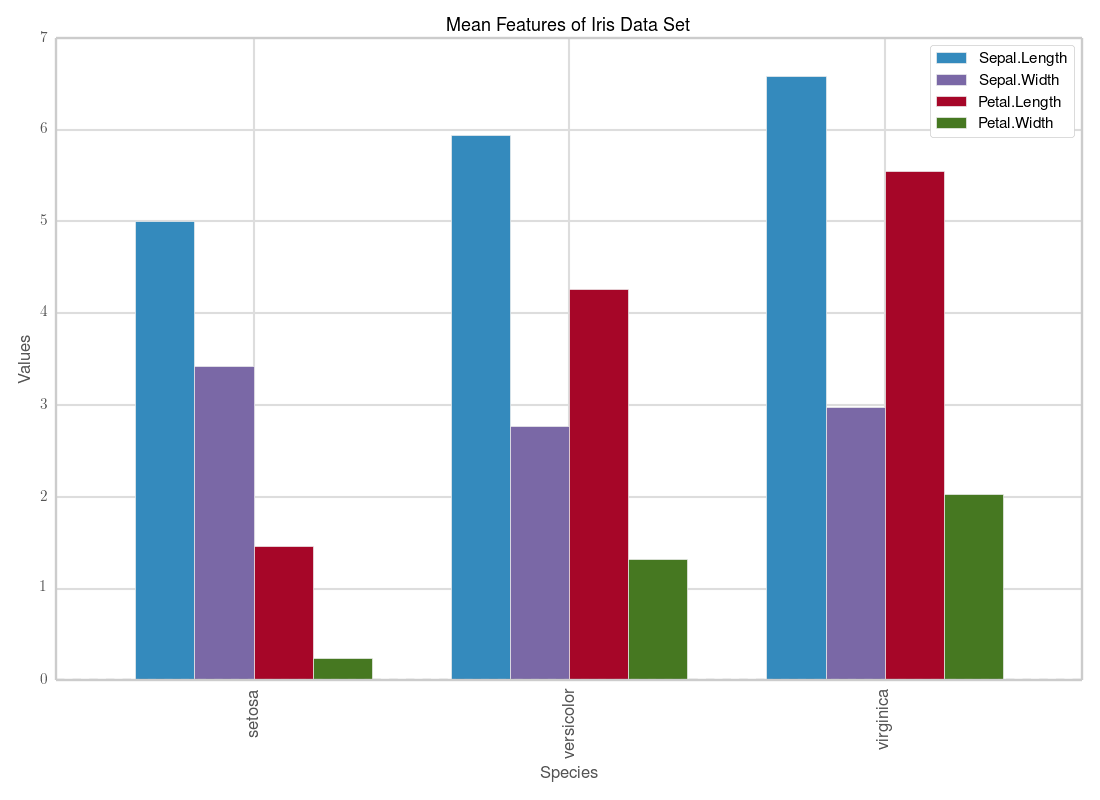 Mean Features of Iris Data Set
Sepal.Length
Sepal.Width
Petal.Length
Petal.Width
Values
7
6
5
4
3
2
1
0
setosa
versicolor
virginica
Species